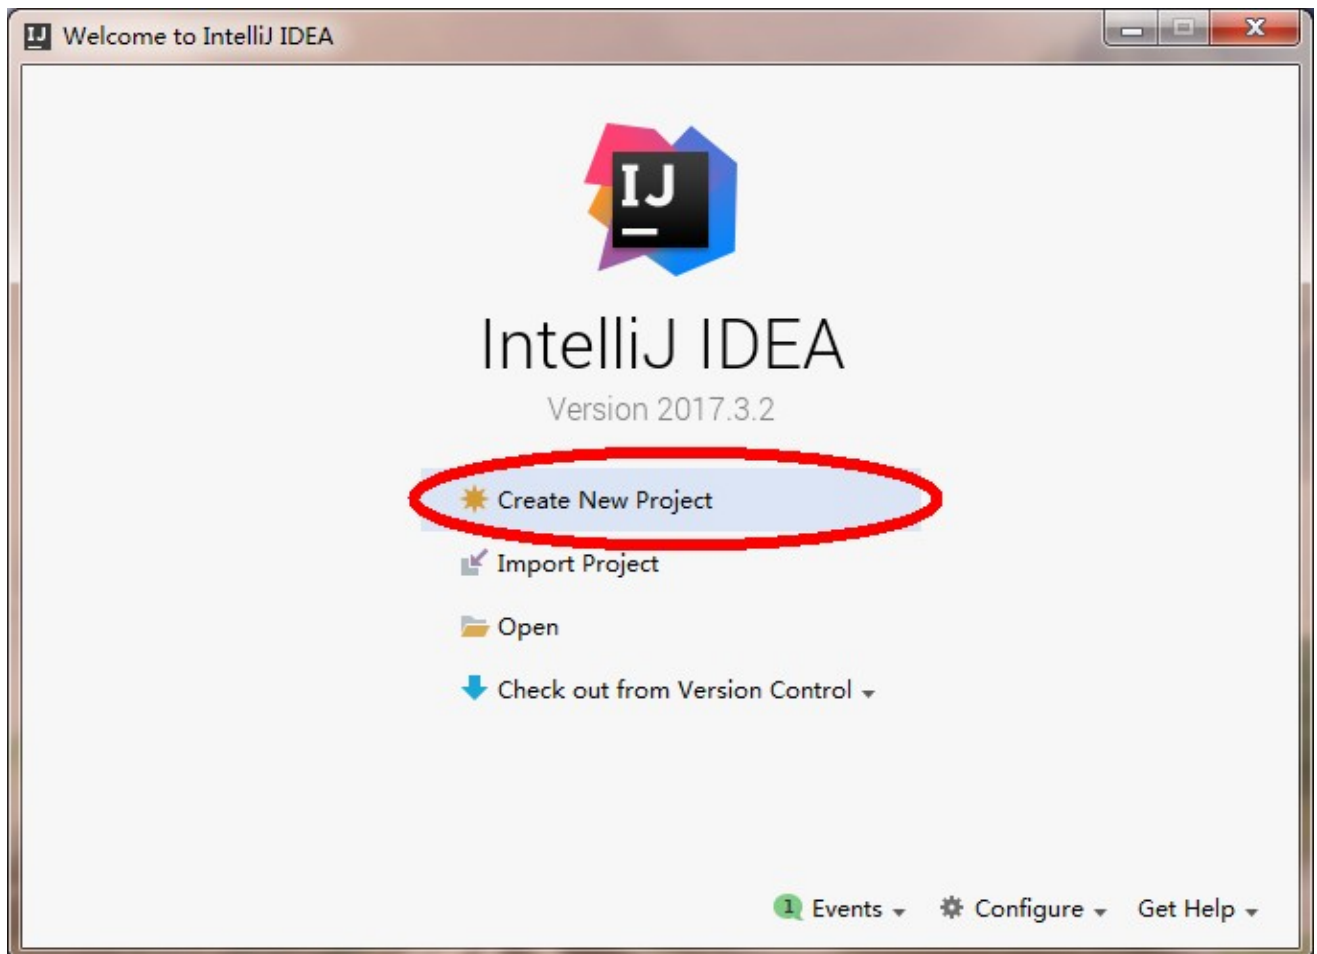 IJ Welcome to IntelliJ IDEA
IJ
IntelliJ IDEA
Version 2017.3.2
Create New Project
Import Project
Open
Check out from Version Control
1 Events Configure Get Help